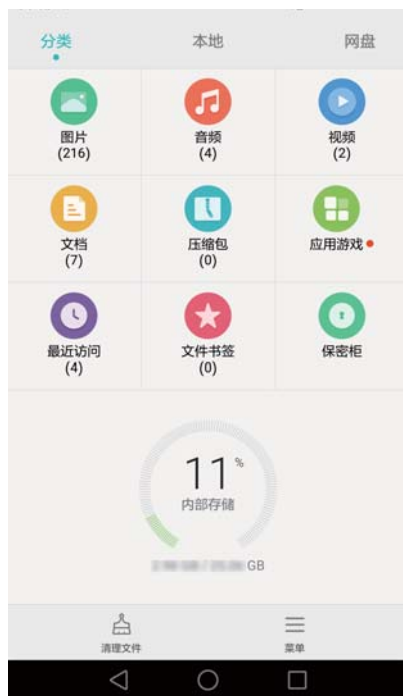 分类 本地 网盘
图片 音频 视频
(216) (4) (2)
文档 压缩包 应用游戏
(7) (0)
最近访问 文件书签 保密柜
(4) (0)
11%
内部存储
GB
清理文件 菜单